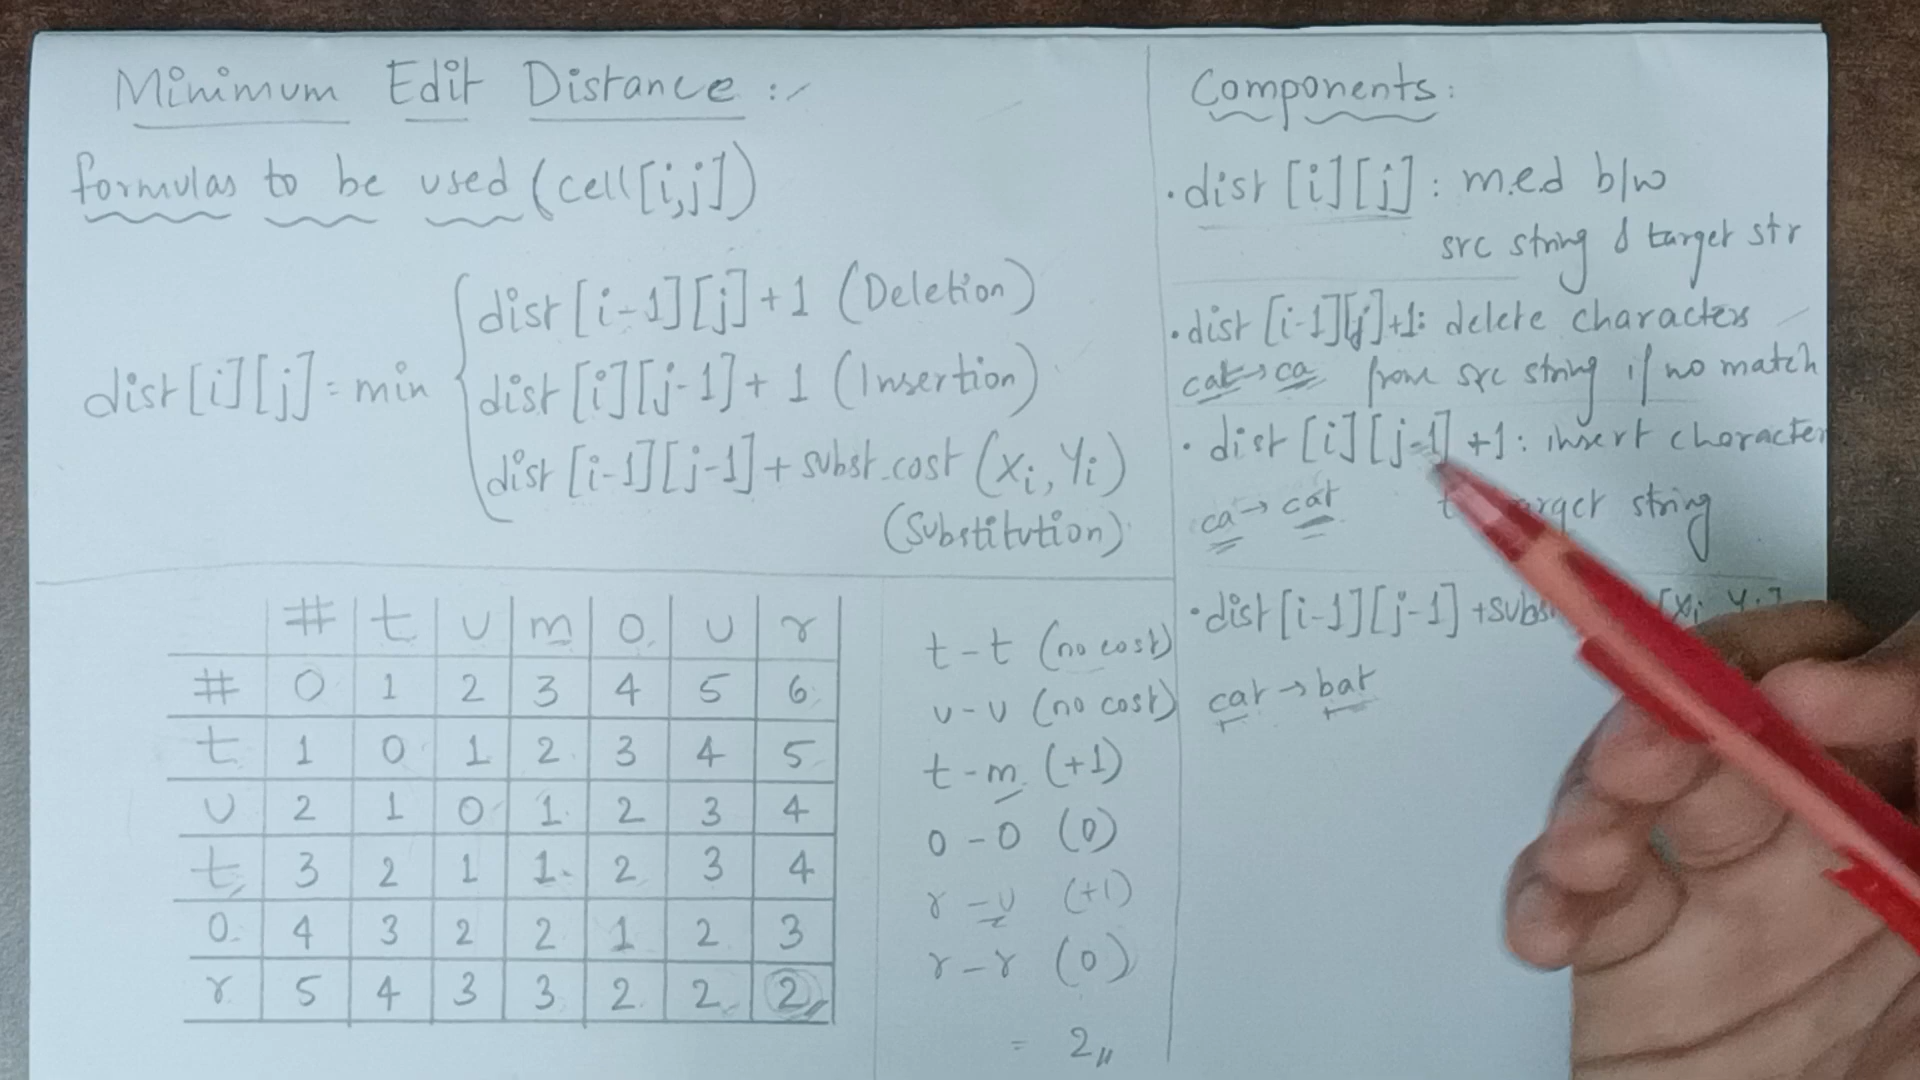 Minimum Edit Distance :-
formulas to be used (cell[i,j])
dist[i][j] = min
dist[i-1][j]+1 (Deletion)
dist[i][j-1]+1 (Insertion)
dist[i-1][j-1]+subst.cost (xi, yi)
(Substitution)
# t u m o u r
# 0 1 2 3 4 5 6
t 1 0 1 2 3 4 5
u 2 1 0 1 2 3 4
t 3 2 1 1 2 3 4
o 4 3 2 2 1 2 3
r 5 4 3 3 2 2 2
t-t (no cost)
u-u (no cost)
t-m (+1)
o-o (0)
r-u (+1)
r-r (0)
= 2
Components:
. dist[i][j] : m.e.d b/w
src string & target str
. dist[i-1][j]+1: delete characters
cat→ca from src string if no match
. dist[i][j-1]+1: insert character
ca→cat string
. dist[i-1][j-1]+subs [xi, yi]
cat→bat